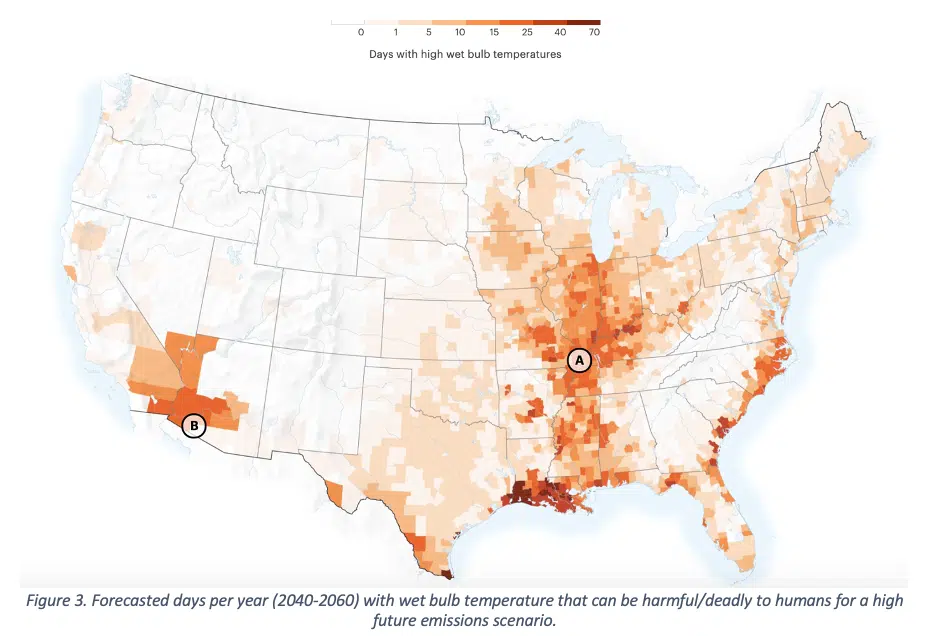 0 1 5 10 15 25 40 70
Days with high wet bulb temperatures
A
B
Figure 3. Forecasted days per year (2040-2060) with wet bulb temperature that can be harmful/deadly to humans for a high
future emissions scenario.